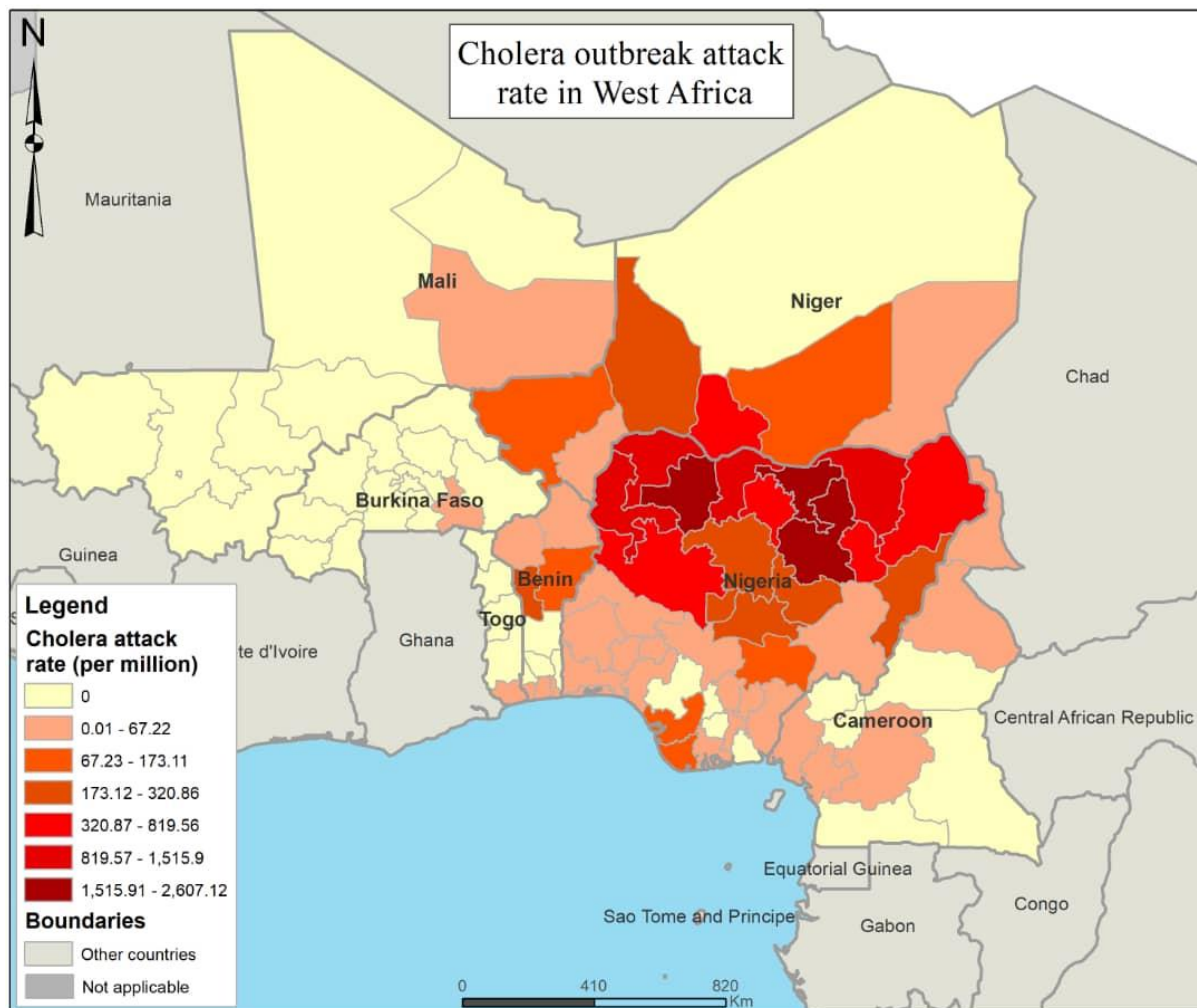 N
Cholera outbreak attack
rate in West Africa
Mauritania
Mali
Niger
Chad
Burkina Faso
Guinea
Benin
Nigeria
Togo
Ghana
te d'Ivoire
Cameroon
Central African Republic
Equatorial Guinea
Sao Tome and Principe
Gabon
Congo
Legend
Cholera attack
rate (per million)
0
0.01 - 67.22
67.23 - 173.11
173.12 - 320.86
320.87 - 819.56
819.57 - 1,515.9
1,515.91 - 2,607.12
Boundaries
Other countries
Not applicable
0 410 820
Km